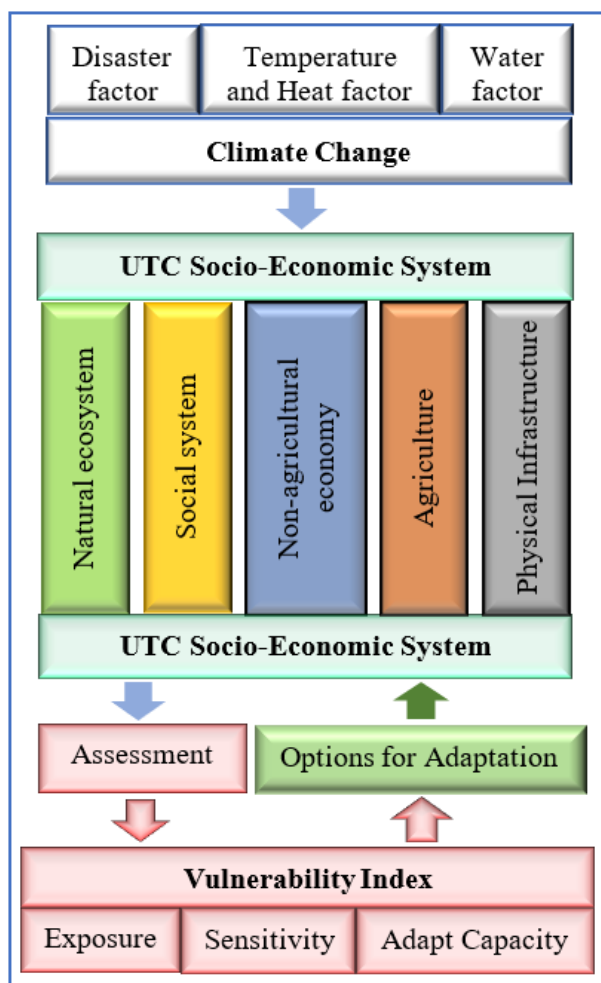 Disaster
factor
Temperature
and Heat factor
Water
factor
Climate Change
UTC Socio-Economic System
Natural ecosystem
Social system
Non-agricultural
economy
Agriculture
Physical Infrastructure
UTC Socio-Economic System
Assessment
Options for Adaptation
Vulnerability Index
Exposure
Sensitivity
Adapt Capacity